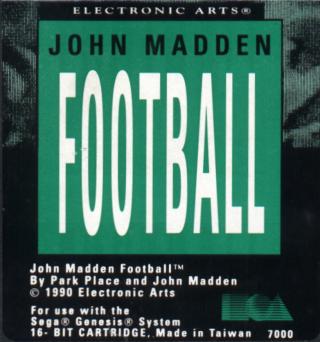 ELECTRONIC ARTS®
JOHN MADDEN
FOOTBALL
John Madden Football™
By Park Place and John Madden
© 1990 Electronic Arts
For use with the
Sega® Genesis® System
16- BIT CARTRIDGE, Made in Taiwan 7000